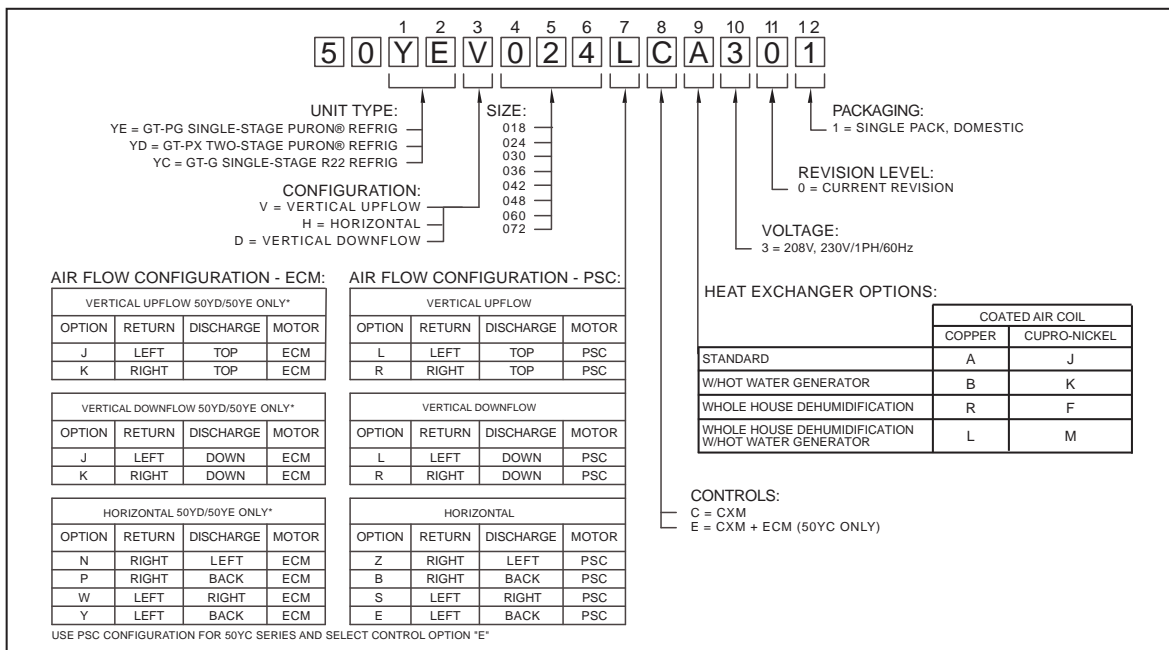 1 2 3 4 5 6 7 8 9 10 11 12
5 0 Y E V 0 2 4 L C A 3 0 1
UNIT TYPE:
YE = GT-PG SINGLE-STAGE PURON® REFRIG
YD = GT-PX TWO-STAGE PURON® REFRIG
YC = GT-G SINGLE-STAGE R22 REFRIG
CONFIGURATION:
V = VERTICAL UPFLOW
H = HORIZONTAL
D = VERTICAL DOWNFLOW
SIZE:
018
024
030
036
042
048
060
072
PACKAGING:
1 = SINGLE PACK, DOMESTIC
REVISION LEVEL:
0 = CURRENT REVISION
VOLTAGE:
3 = 208V, 230V/1PH/60Hz
AIR FLOW CONFIGURATION - ECM:
VERTICAL UPFLOW 50YD/50YE ONLY*
OPTION RETURN DISCHARGE MOTOR
J LEFT TOP ECM
K RIGHT TOP ECM
VERTICAL DOWNFLOW 50YD/50YE ONLY*
OPTION RETURN DISCHARGE MOTOR
J LEFT DOWN ECM
K RIGHT DOWN ECM
HORIZONTAL 50YD/50YE ONLY*
OPTION RETURN DISCHARGE MOTOR
N RIGHT LEFT ECM
P RIGHT BACK ECM
W LEFT RIGHT ECM
Y LEFT BACK ECM
AIR FLOW CONFIGURATION - PSC:
VERTICAL UPFLOW
OPTION RETURN DISCHARGE MOTOR
L LEFT TOP PSC
R RIGHT TOP PSC
VERTICAL DOWNFLOW
OPTION RETURN DISCHARGE MOTOR
L LEFT DOWN PSC
R RIGHT DOWN PSC
HORIZONTAL
OPTION RETURN DISCHARGE MOTOR
Z RIGHT LEFT PSC
B RIGHT BACK PSC
S LEFT RIGHT PSC
E LEFT BACK PSC
HEAT EXCHANGER OPTIONS:
COATED AIR COIL
COPPER CUPRO-NICKEL
STANDARD A J
W/HOT WATER GENERATOR B K
WHOLE HOUSE DEHUMIDIFICATION R F
WHOLE HOUSE DEHUMIDIFICATION
W/HOT WATER GENERATOR L M
CONTROLS:
C = CXM
E = CXM + ECM (50YC ONLY)
USE PSC CONFIGURATION FOR 50YC SERIES AND SELECT CONTROL OPTION "E"